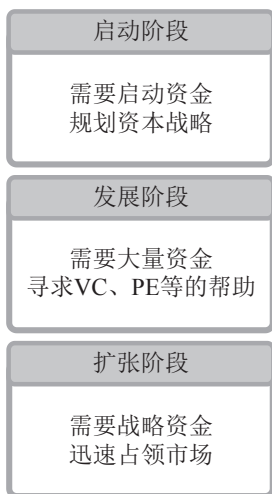 启动阶段
需要启动资金
规划资本战略
发展阶段
需要大量资金
寻求VC、PE等的帮助
扩张阶段
需要战略资金
迅速占领市场